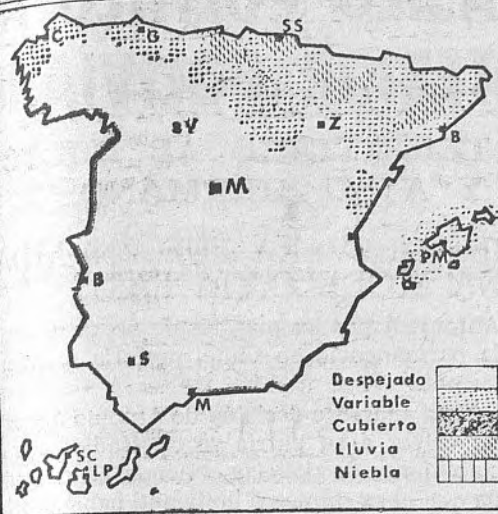 C
G
SS
V
Z
B
M
PM
B
S
M
SC
LP
Despejado
Variable
Cubierto
Lluvia
Niebla